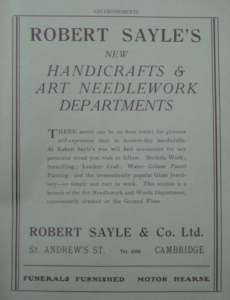 ADVERTISEMENTS
ROBERT SAYLE'S
NEW
HANDICRAFTS &
ART NEEDLEWORK
DEPARTMENTS
THERE surely can be no finer outlet for glorious
self-expression than in modern-day handicrafts.
At Robert Sayle's you will find accessories for any
particular trend you wish to follow. Barbola Work;
Stencilling; Leather Craft; Water Colour Pastel
Painting; and the tremendously popular Glass Jewel-
lery—so simple and easy to work. This section is a
branch of the Art Needlework and Wools Department,
conveniently situated on the Ground Floor.
ROBERT SAYLE & Co. Ltd.
ST. ANDREW'S ST. Tel. CAMBRIDGE
FUNERALS FURNISHED MOTOR HEARSE